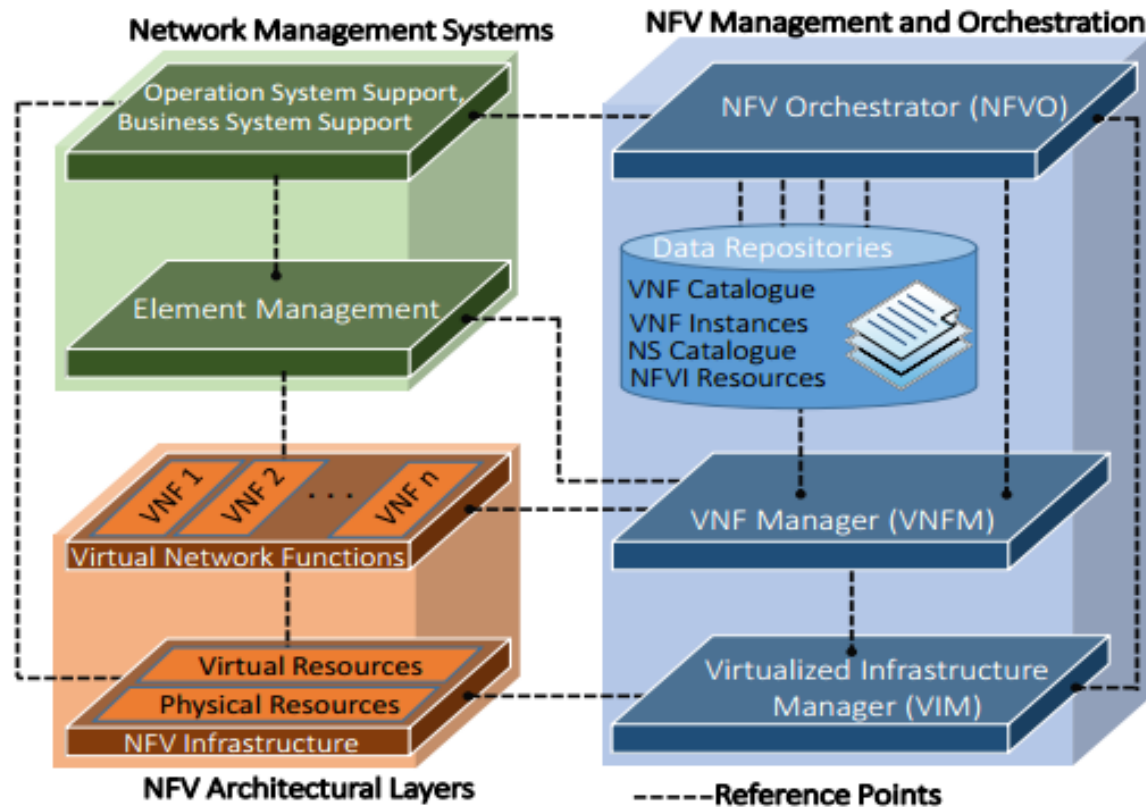 Network Management Systems
Operation System Support,
Business System Support
Element Management
VNF 1
VNF 2
. . .
VNF n
Virtual Network Functions
Virtual Resources
Physical Resources
NFV Infrastructure
NFV Architectural Layers
NFV Management and Orchestration
NFV Orchestrator (NFVO)
Data Repositories
VNF Catalogue
VNF Instances
NS Catalogue
NFVI Resources
VNF Manager (VNFM)
Virtualized Infrastructure
Manager (VIM)
-----Reference Points